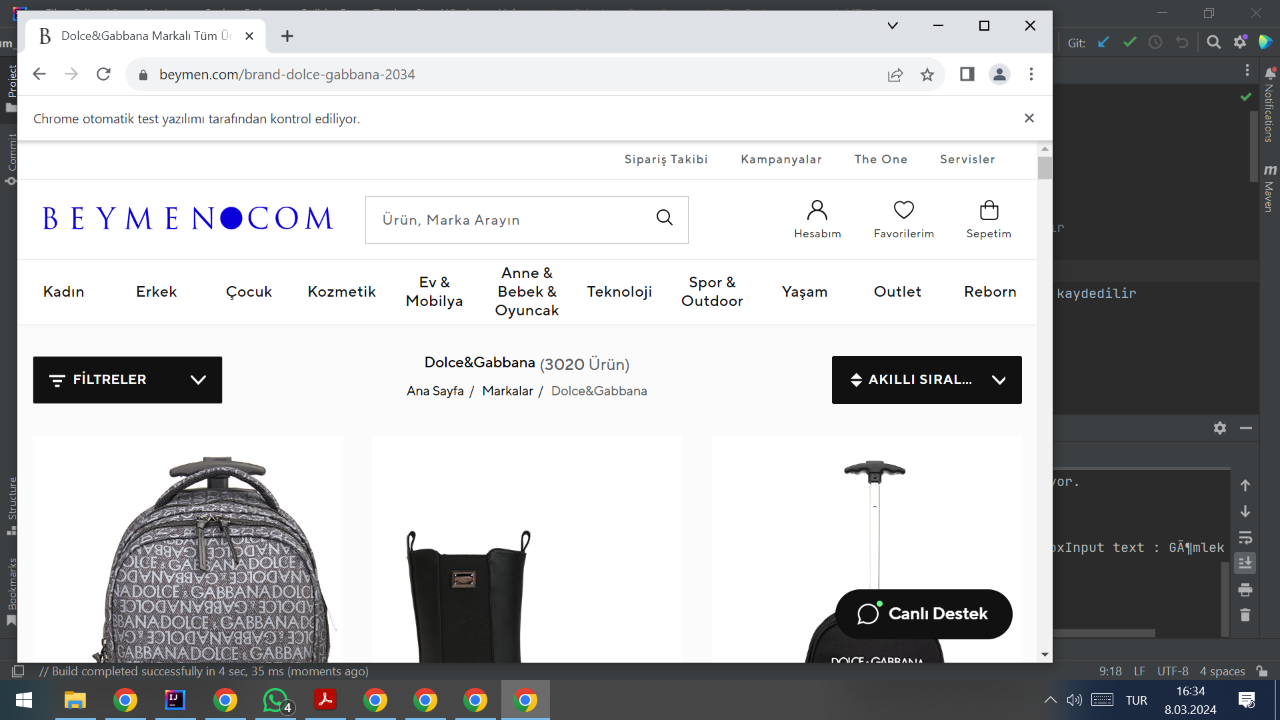 Dolce&Gabbana Markalı Tüm Ür
beymen.com/brand-dolce-gabbana-2034
Git:
Chrome otomatik test yazılımı tarafından kontrol ediliyor.
Sipariş Takibi Kampanyalar The One Servisler
BEYMEN COM
Ürün, Marka Arayın
Hesabım Favorilerim Sepetim
Kadın Erkek Çocuk Kozmetik Ev & Mobilya Anne & Bebek & Oyuncak Teknoloji Spor & Outdoor Yaşam Outlet Reborn
FİLTRELER
Dolce&Gabbana (3020 Ürün)
Ana Sayfa / Markalar / Dolce&Gabbana
AKILLI SIRAL...
DOLCE&GABBANA
Canlı Destek
Project
Commit
Structure
Bookmarks
Notifications
Maven
ir
kaydedilir
yor.
oxInput text : GÃ¶mlek
// Build completed successfully in 4 sec, 35 ms (moments ago)
9:18 LF UTF-8 4 spaces
4
TUR
16:34
8.03.2024